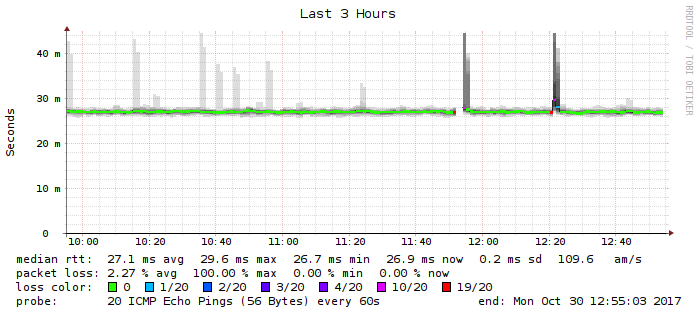 Last 3 Hours
RRDTOOL / TOBI OETIKER
Seconds
40 m
30 m
20 m
10 m
0
10:00 10:20 10:40 11:00 11:20 11:40 12:00 12:20 12:40
median rtt: 27.1 ms avg 29.6 ms max 26.7 ms min 26.9 ms now 0.2 ms sd 109.6 am/s
packet loss: 2.27 % avg 100.00 % max 0.00 % min 0.00 % now
loss color: 0 1/20 2/20 3/20 4/20 10/20 19/20
probe: 20 ICMP Echo Pings (56 Bytes) every 60s end: Mon Oct 30 12:55:03 2017